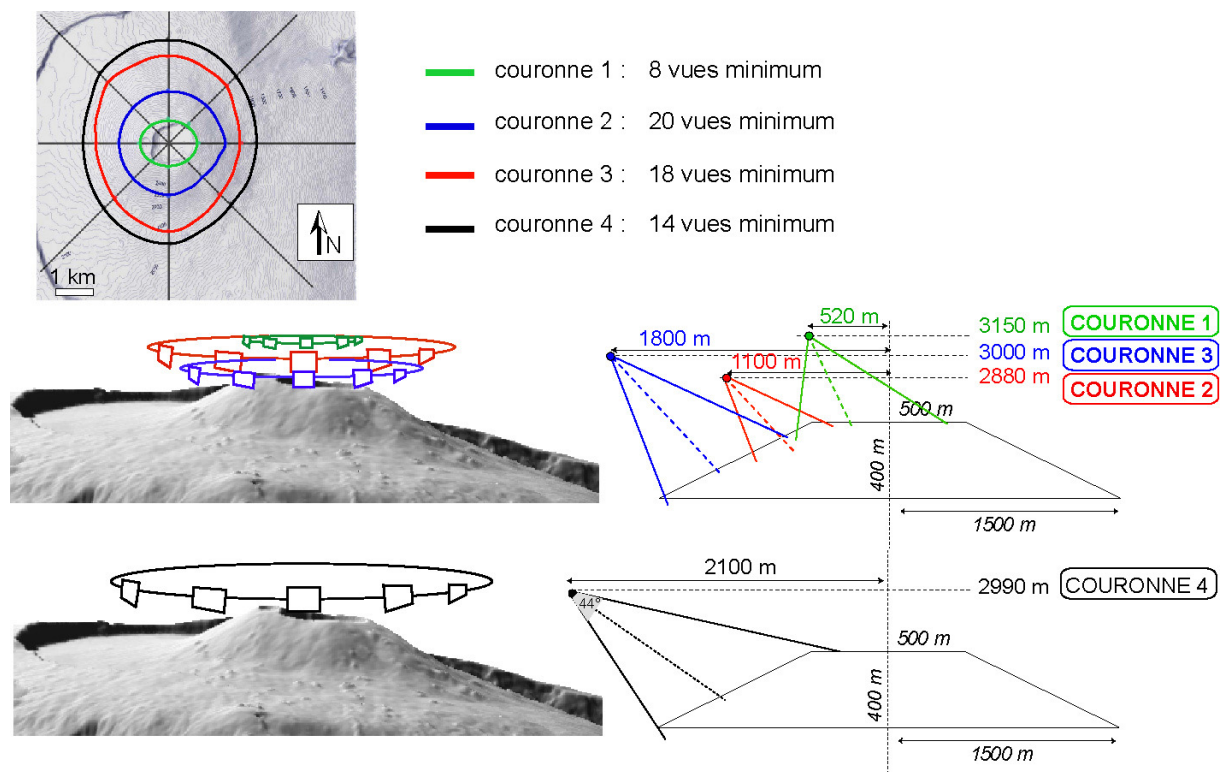 couronne 1 : 8 vues minimum
couronne 2 : 20 vues minimum
couronne 3 : 18 vues minimum
couronne 4 : 14 vues minimum
N
1 km
520 m
3150 m COURONNE 1
1800 m
3000 m COURONNE 3
1100 m
2880 m COURONNE 2
500 m
400 m
1500 m
2100 m
2990 m COURONNE 4
44°
500 m
400 m
1500 m